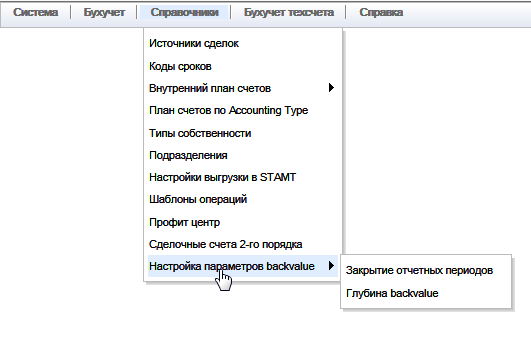 Система Бухучет Справочники Бухучет техсчета Справка
Источники сделок
Коды сроков
Внутренний план счетов
План счетов по Accounting Type
Типы собственности
Подразделения
Настройки выгрузки в STAMT
Шаблоны операций
Профит центр
Сделочные счета 2-го порядка
Настройка параметров backvalue
Закрытие отчетных периодов
Глубина backvalue